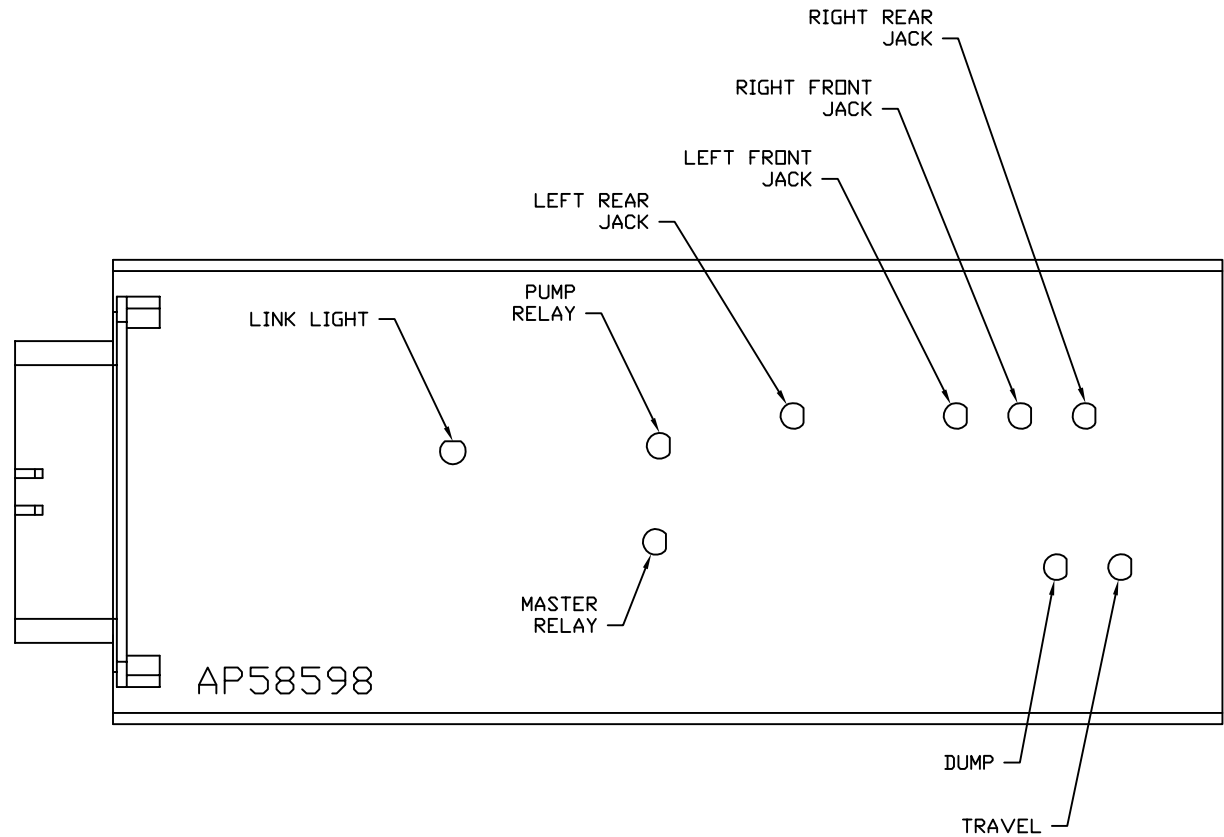 RIGHT REAR
JACK
RIGHT FRONT
JACK
LEFT FRONT
JACK
LEFT REAR
JACK
PUMP
RELAY
LINK LIGHT
MASTER
RELAY
AP58598
DUMP
TRAVEL